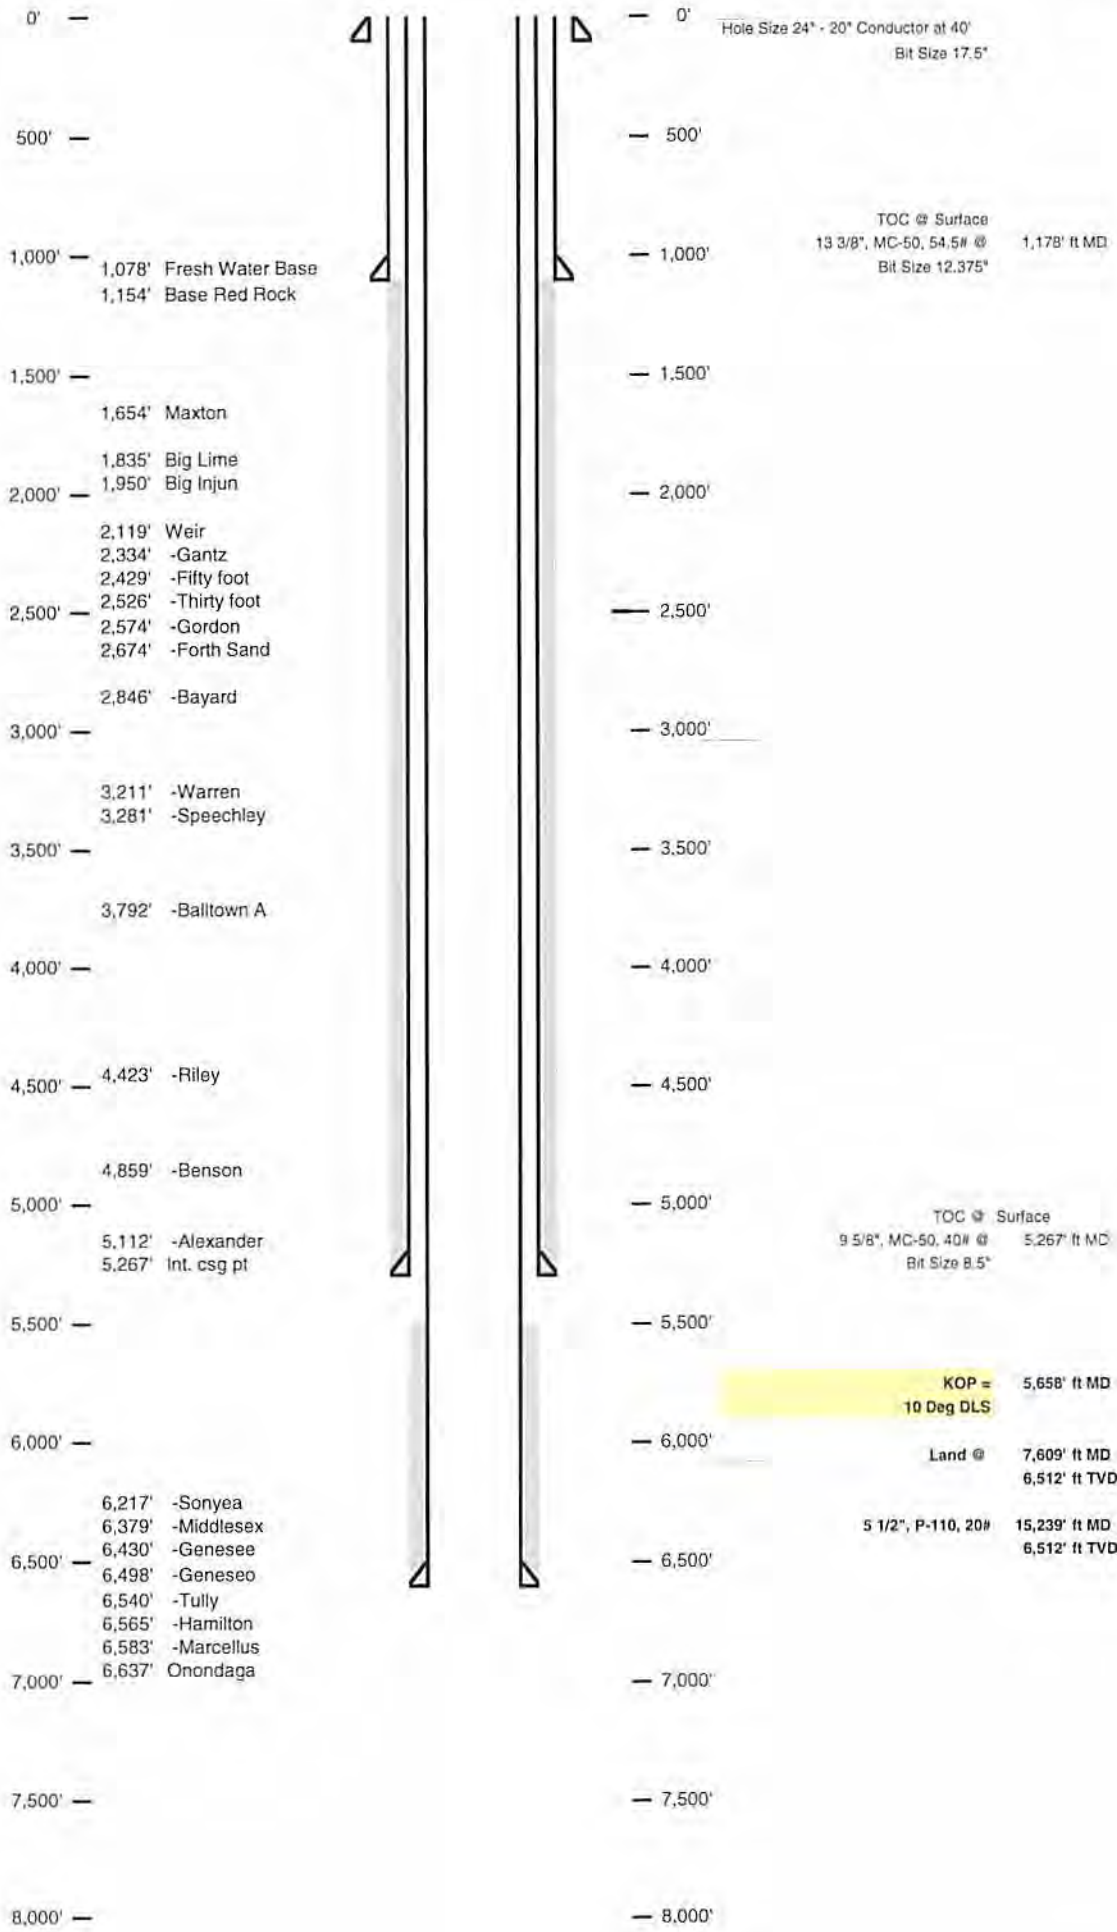 0'
0'
Hole Size 24" - 20" Conductor at 40'
Bit Size 17.5"
500'
500'
TOC @ Surface
13 3/8", MC-50, 54.5# @ 1,178' ft MD
Bit Size 12.375"
1,000'
1,000'
1,078' Fresh Water Base
1,154' Base Red Rock
1,500'
1,500'
1,654' Maxton
1,835' Big Lime
1,950' Big Injun
2,000'
2,000'
2,119' Weir
2,334' -Gantz
2,429' -Fifty foot
2,526' -Thirty foot
2,500'
2,500'
2,574' -Gordon
2,674' -Forth Sand
2,846' -Bayard
3,000'
3,000'
3,211' -Warren
3,281' -Speechley
3,500'
3,500'
3,792' -Balltown A
4,000'
4,000'
4,423' -Riley
4,500'
4,500'
4,859' -Benson
5,000'
5,000'
5,112' -Alexander
5,267' Int. csg pt
TOC @ Surface
9 5/8", MC-50, 40# @ 5,267' ft MD
Bit Size 8.5"
5,500'
5,500'
KOP = 5,658' ft MD
10 Deg DLS
6,000'
6,000'
Land @ 7,609' ft MD
6,512' ft TVD
5 1/2", P-110, 20# 15,239' ft MD
6,512' ft TVD
6,217' -Sonyea
6,379' -Middlesex
6,430' -Genesee
6,500'
6,500'
6,498' -Geneseo
6,540' -Tully
6,565' -Hamilton
6,583' -Marcellus
6,637' Onondaga
7,000'
7,000'
7,500'
7,500'
8,000'
8,000'